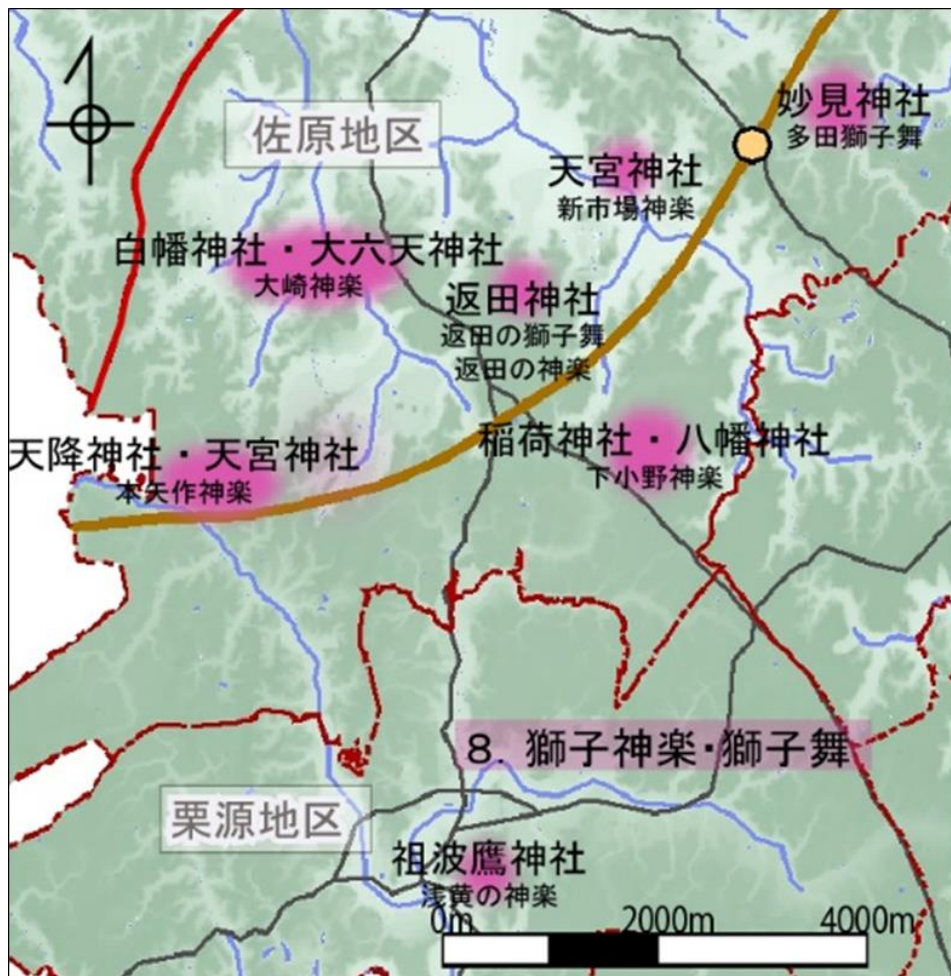 妙見神社
多田獅子舞
佐原地区
天宮神社
新市場神楽
白幡神社・大六天神社
大崎神楽
返田神社
返田の獅子舞
返田の神楽
稲荷神社・八幡神社
下小野神楽
天降神社・天宮神社
本矢作神楽
8. 獅子神楽・獅子舞
栗源地区
祖波鷹神社
浅黄の神楽
0m 2000m 4000m